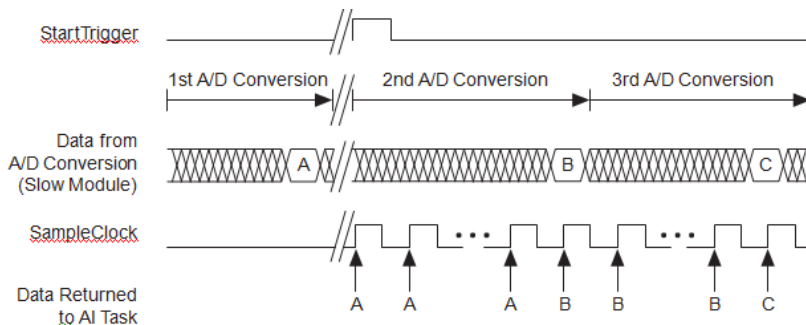 StartTrigger
1st A/D Conversion 2nd A/D Conversion 3rd A/D Conversion
Data from
A/D Conversion
(Slow Module)
A B C
SampleClock
Data Returned
to AI Task
A A A B B B C